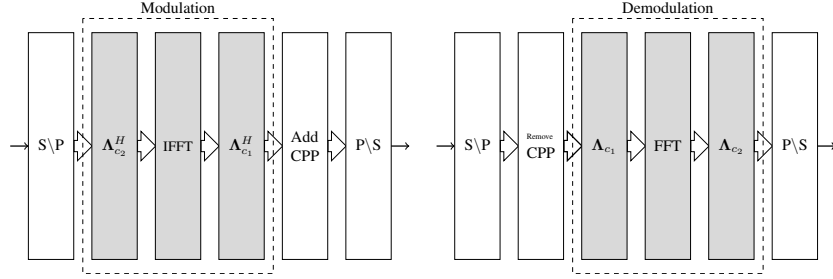 Modulation
S\P
Λ_{c_2}^H
IFFT
Λ_{c_1}^H
Add
CPP
P\S
Demodulation
S\P
Remove
CPP
Λ_{c_1}
FFT
Λ_{c_2}
P\S